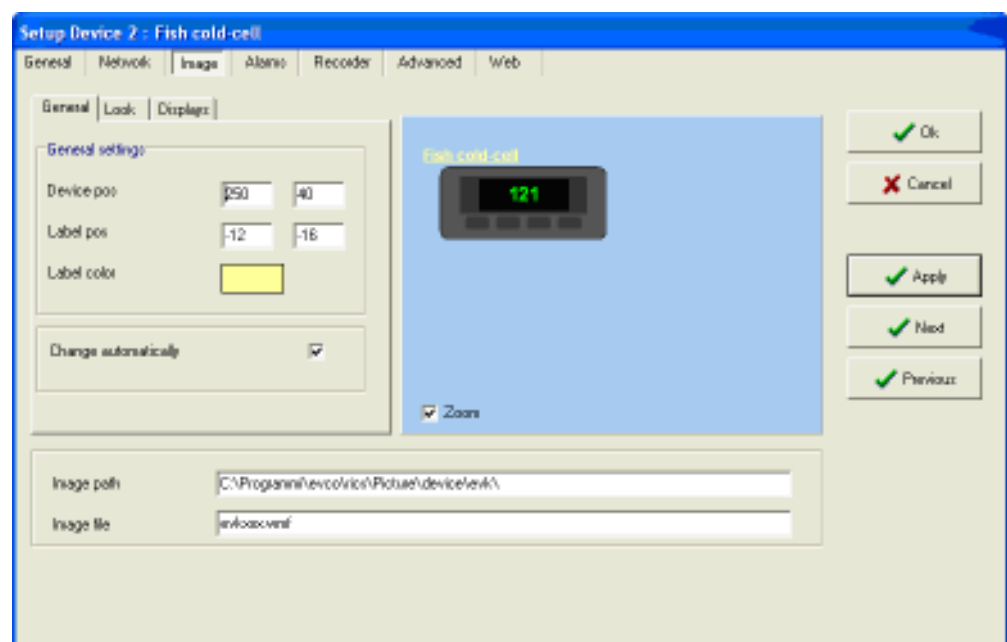 Setup Device 2 : Fish cold-cell
General Network Image Alarms Recorder Advanced Web
General Look Displays
General settings
Device pos 250 40
Label pos -12 -16
Label color
Change automatically
Fish cold-cell
121
Zoom
Ok
Cancel
Apply
Next
Previous
Image path C:\Programmi\evco\rics\Picture\device\evk\
Image file